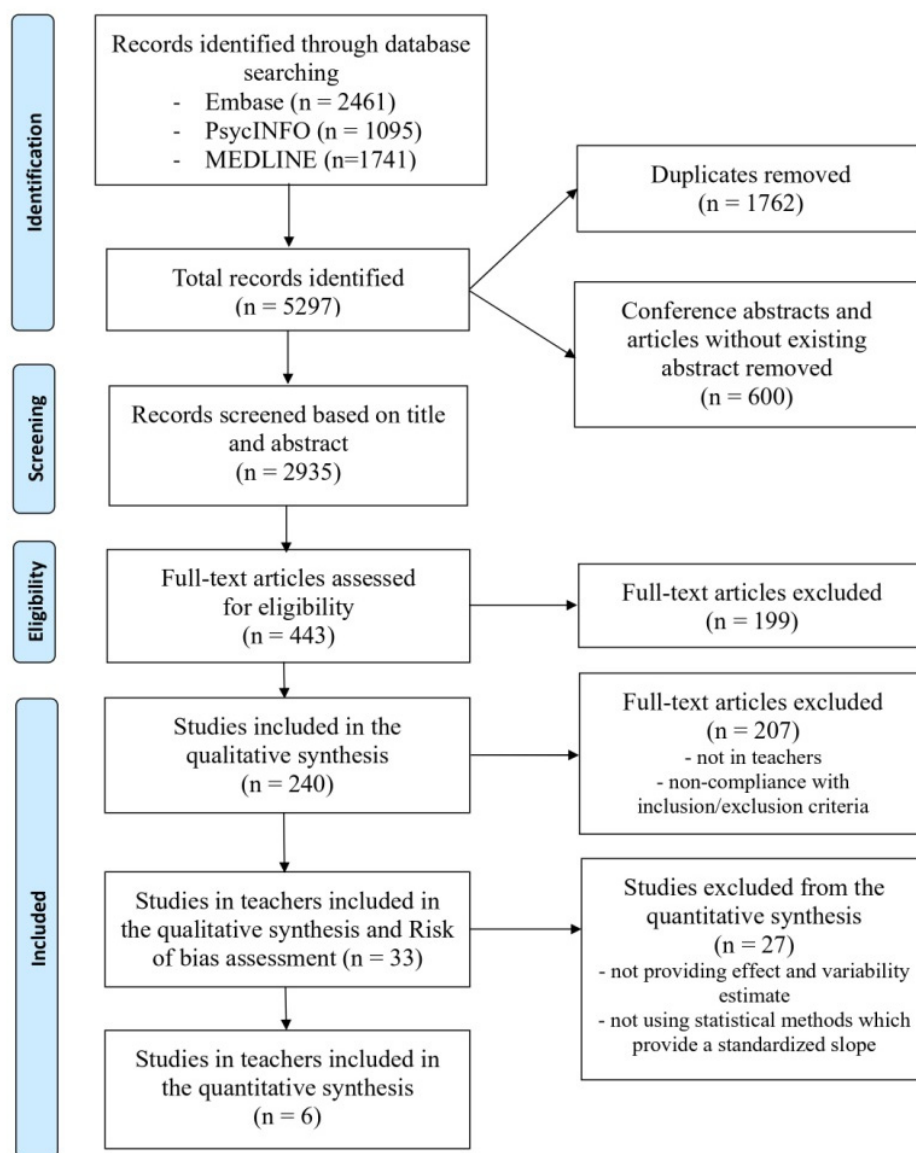 Identification
Records identified through database
searching
- Embase (n = 2461)
- PsycINFO (n = 1095)
- MEDLINE (n=1741)
Duplicates removed
(n = 1762)
Total records identified
(n = 5297)
Conference abstracts and
articles without existing
abstract removed
(n = 600)
Screening
Records screened based on title
and abstract
(n = 2935)
Eligibility
Full-text articles assessed
for eligibility
(n = 443)
Full-text articles excluded
(n = 199)
Included
Studies included in the
qualitative synthesis
(n = 240)
Full-text articles excluded
(n = 207)
- not in teachers
- non-compliance with
inclusion/exclusion criteria
Studies in teachers included in
the qualitative synthesis and Risk
of bias assessment (n = 33)
Studies excluded from the
quantitative synthesis
(n = 27)
- not providing effect and variability
estimate
- not using statistical methods which
provide a standardized slope
Studies in teachers included in
the quantitative synthesis
(n = 6)